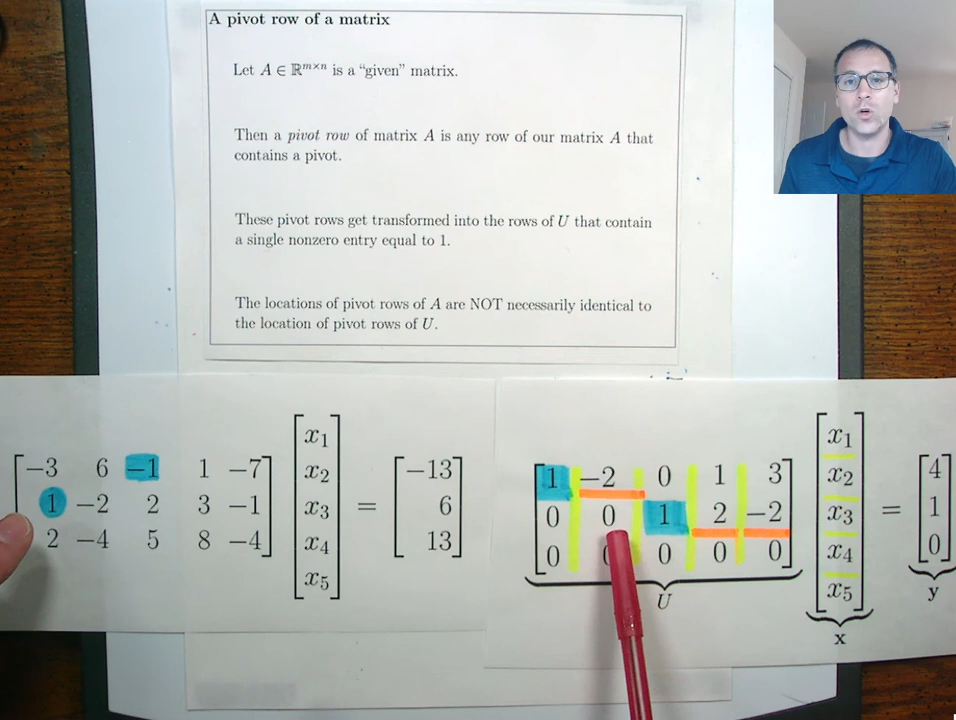 A pivot row of a matrix
Let A ∈ ℝ^{m×n} is a “given” matrix.
Then a pivot row of matrix A is any row of our matrix A that
contains a pivot.
These pivot rows get transformed into the rows of U that contain
a single nonzero entry equal to 1.
The locations of pivot rows of A are NOT necessarily identical to
the location of pivot rows of U.
−3 6 −1 1 −7
1 −2 2 3 −1
2 −4 5 8 −4
x₁
x₂
x₃
x₄
x₅
=
−13
6
13
1 −2 0 1 3
0 0 1 2 −2
0 0 0 0 0
U
x₁
x₂
x₃
x₄
x₅
x
=
4
1
0
y